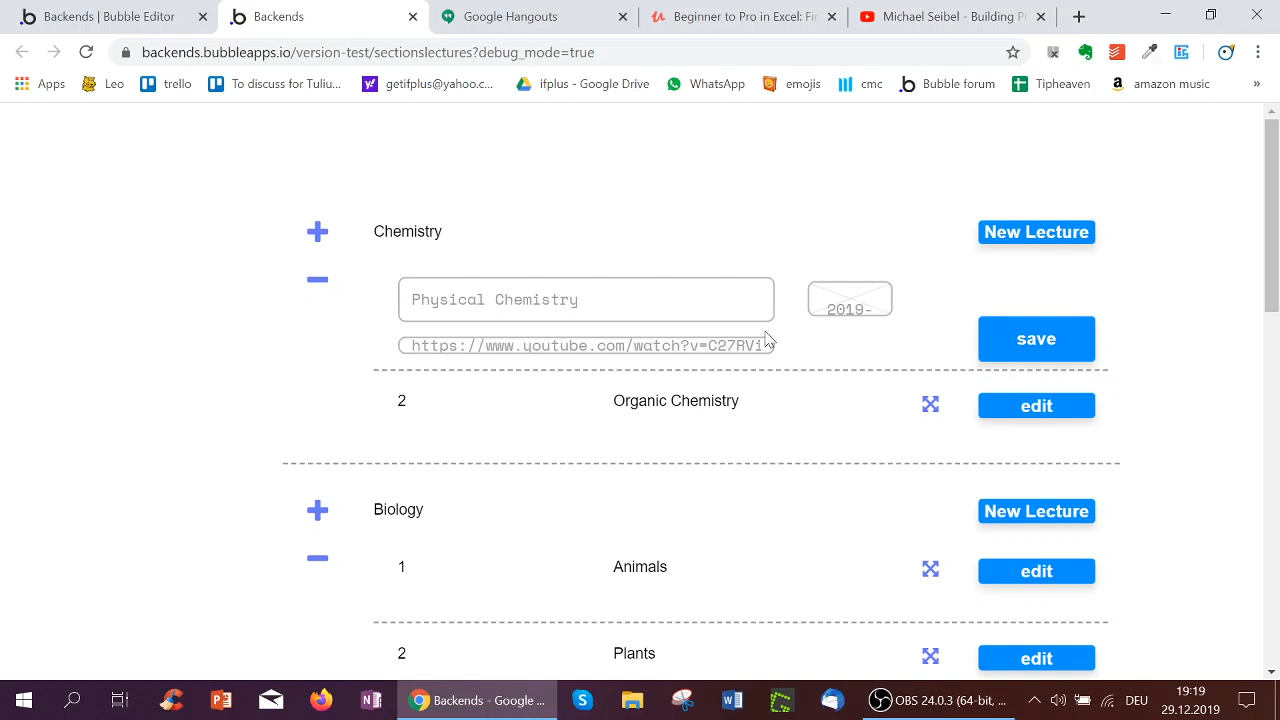 Backends | Bubble Editor
Backends
Google Hangouts
Beginner to Pro in Excel: Fi
Michael Seibel - Building P
backends.bubbleapps.io/version-test/sectionslectures?debug_mode=true
Apps
Leo
trello
To discuss for Tuliu...
getifplus@yahoo.c...
ifplus - Google Drive
WhatsApp
emojis
cmc
Bubble forum
Tipheaven
amazon music
»
Chemistry
New Lecture
Physical Chemistry
2019-
https://www.youtube.com/watch?v=C27RVi
save
2
Organic Chemistry
edit
Biology
New Lecture
1
Animals
edit
2
Plants
edit
Backends - Google ...
OBS 24.0.3 (64-bit, ...
DEU
19:19
29.12.2019